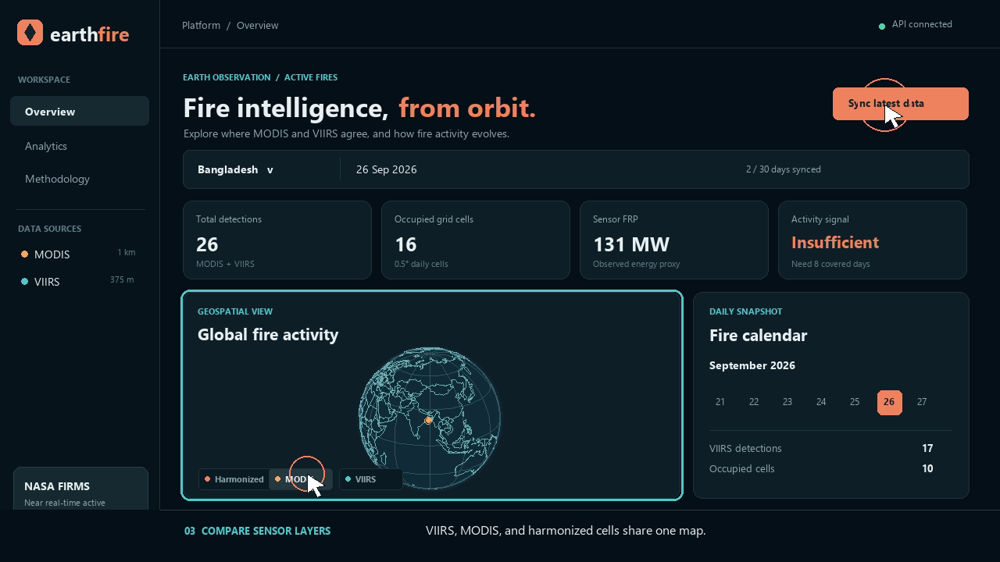 earthfire
Platform / Overview
API connected
WORKSPACE
Overview
Analytics
Methodology
DATA SOURCES
MODIS 1 km
VIIRS 375 m
NASA FIRMS
Near real-time active
EARTH OBSERVATION / ACTIVE FIRES
Fire intelligence, from orbit.
Explore where MODIS and VIIRS agree, and how fire activity evolves.
Sync latest data
Bangladesh v 26 Sep 2026 2 / 30 days synced
Total detections
26
MODIS + VIIRS
Occupied grid cells
16
0.5° daily cells
Sensor FRP
131 MW
Observed energy proxy
Activity signal
Insufficient
Need 8 covered days
GEOSPATIAL VIEW
Global fire activity
Harmonized MODIS VIIRS
DAILY SNAPSHOT
Fire calendar
September 2026
21 22 23 24 25 26 27
VIIRS detections 17
Occupied cells 10
03 COMPARE SENSOR LAYERS
VIIRS, MODIS, and harmonized cells share one map.